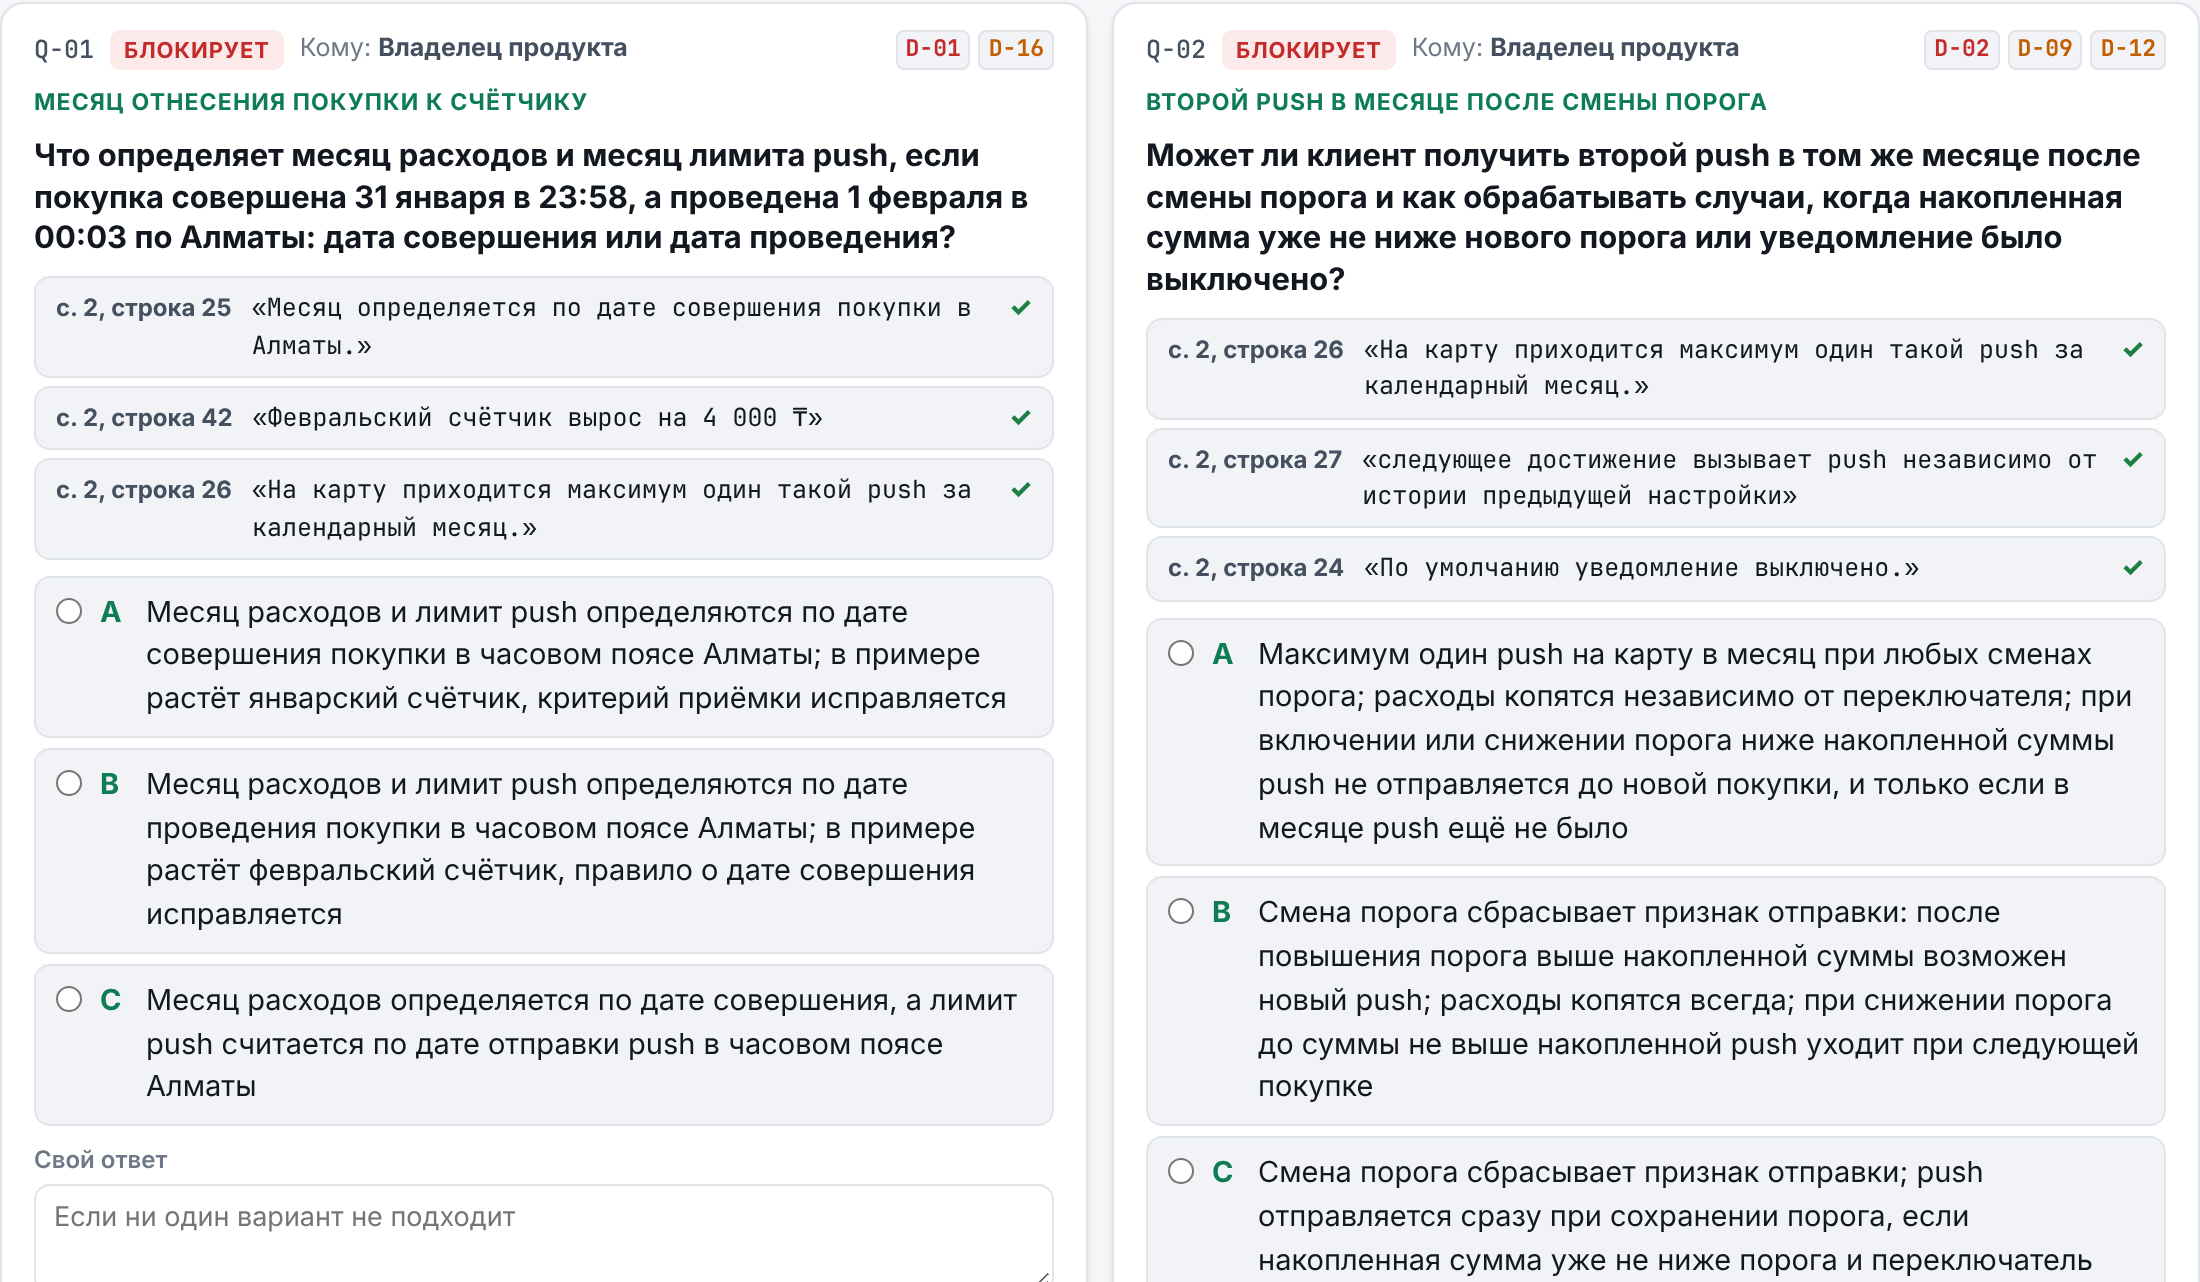 Q-01 БЛОКИРУЕТ Кому: Владелец продукта D-01 D-16
МЕСЯЦ ОТНЕСЕНИЯ ПОКУПКИ К СЧЁТЧИКУ
Что определяет месяц расходов и месяц лимита push, если
покупка совершена 31 января в 23:58, а проведена 1 февраля в
00:03 по Алматы: дата совершения или дата проведения?
с. 2, строка 25 «Месяц определяется по дате совершения покупки в
Алматы.»
с. 2, строка 42 «Февральский счётчик вырос на 4 000 ₸»
с. 2, строка 26 «На карту приходится максимум один такой push за
календарный месяц.»
A Месяц расходов и лимит push определяются по дате
совершения покупки в часовом поясе Алматы; в примере
растёт январский счётчик, критерий приёмки исправляется
B Месяц расходов и лимит push определяются по дате
проведения покупки в часовом поясе Алматы; в примере
растёт февральский счётчик, правило о дате совершения
исправляется
C Месяц расходов определяется по дате совершения, а лимит
push считается по дате отправки push в часовом поясе
Алматы
Свой ответ
Если ни один вариант не подходит
Q-02 БЛОКИРУЕТ Кому: Владелец продукта D-02 D-09 D-12
ВТОРОЙ PUSH В МЕСЯЦЕ ПОСЛЕ СМЕНЫ ПОРОГА
Может ли клиент получить второй push в том же месяце после
смены порога и как обрабатывать случаи, когда накопленная
сумма уже не ниже нового порога или уведомление было
выключено?
с. 2, строка 26 «На карту приходится максимум один такой push за
календарный месяц.»
с. 2, строка 27 «следующее достижение вызывает push независимо от
истории предыдущей настройки»
с. 2, строка 24 «По умолчанию уведомление выключено.»
A Максимум один push на карту в месяц при любых сменах
порога; расходы копятся независимо от переключателя; при
включении или снижении порога ниже накопленной суммы
push не отправляется до новой покупки, и только если в
месяце push ещё не было
B Смена порога сбрасывает признак отправки: после
повышения порога выше накопленной суммы возможен
новый push; расходы копятся всегда; при снижении порога
до суммы не выше накопленной push уходит при следующей
покупке
C Смена порога сбрасывает признак отправки; push
отправляется сразу при сохранении порога, если
накопленная сумма уже не ниже порога и переключатель